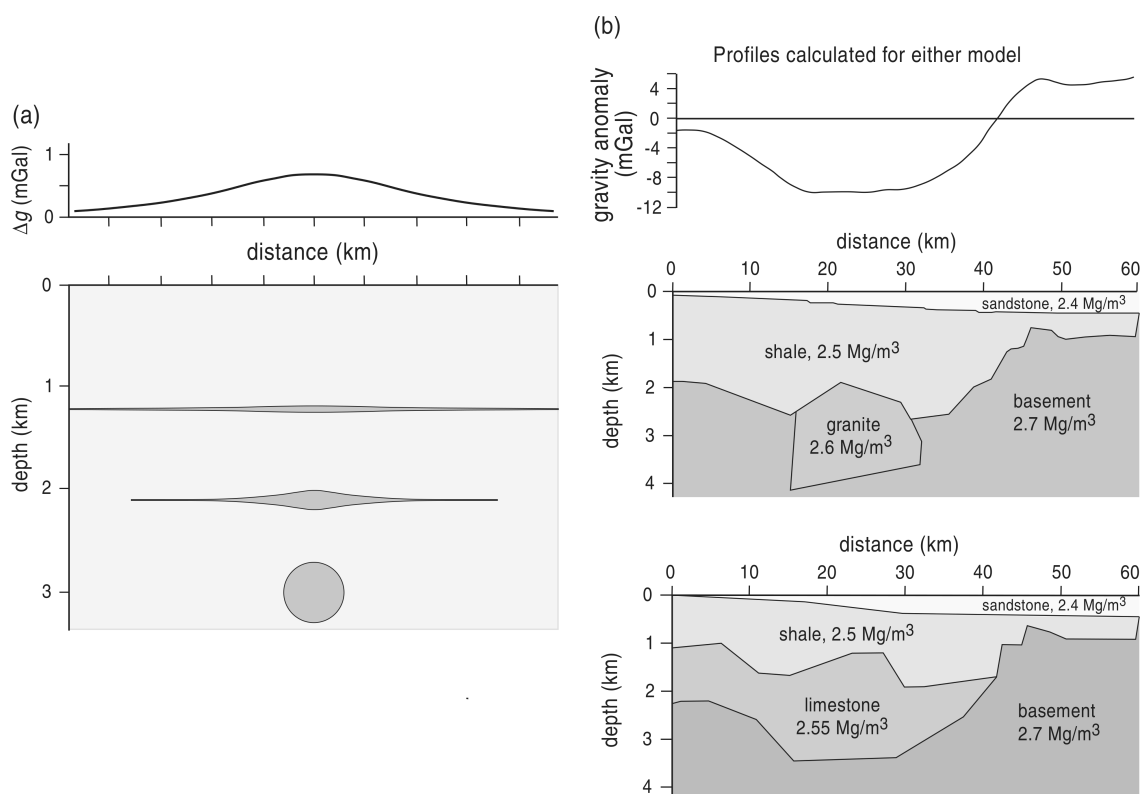 (a)
Δg (mGal)
1
0
distance (km)
depth (km)
0
1
2
3
(b)
Profiles calculated for either model
gravity anomaly
(mGal)
4
0
-4
-8
-12
distance (km)
0 10 20 30 40 50 60
depth (km)
0
1
2
3
4
sandstone, 2.4 Mg/m³
shale, 2.5 Mg/m³
granite
2.6 Mg/m³
basement
2.7 Mg/m³
distance (km)
0 10 20 30 40 50 60
depth (km)
0
1
2
3
4
sandstone, 2.4 Mg/m³
shale, 2.5 Mg/m³
limestone
2.55 Mg/m³
basement
2.7 Mg/m³